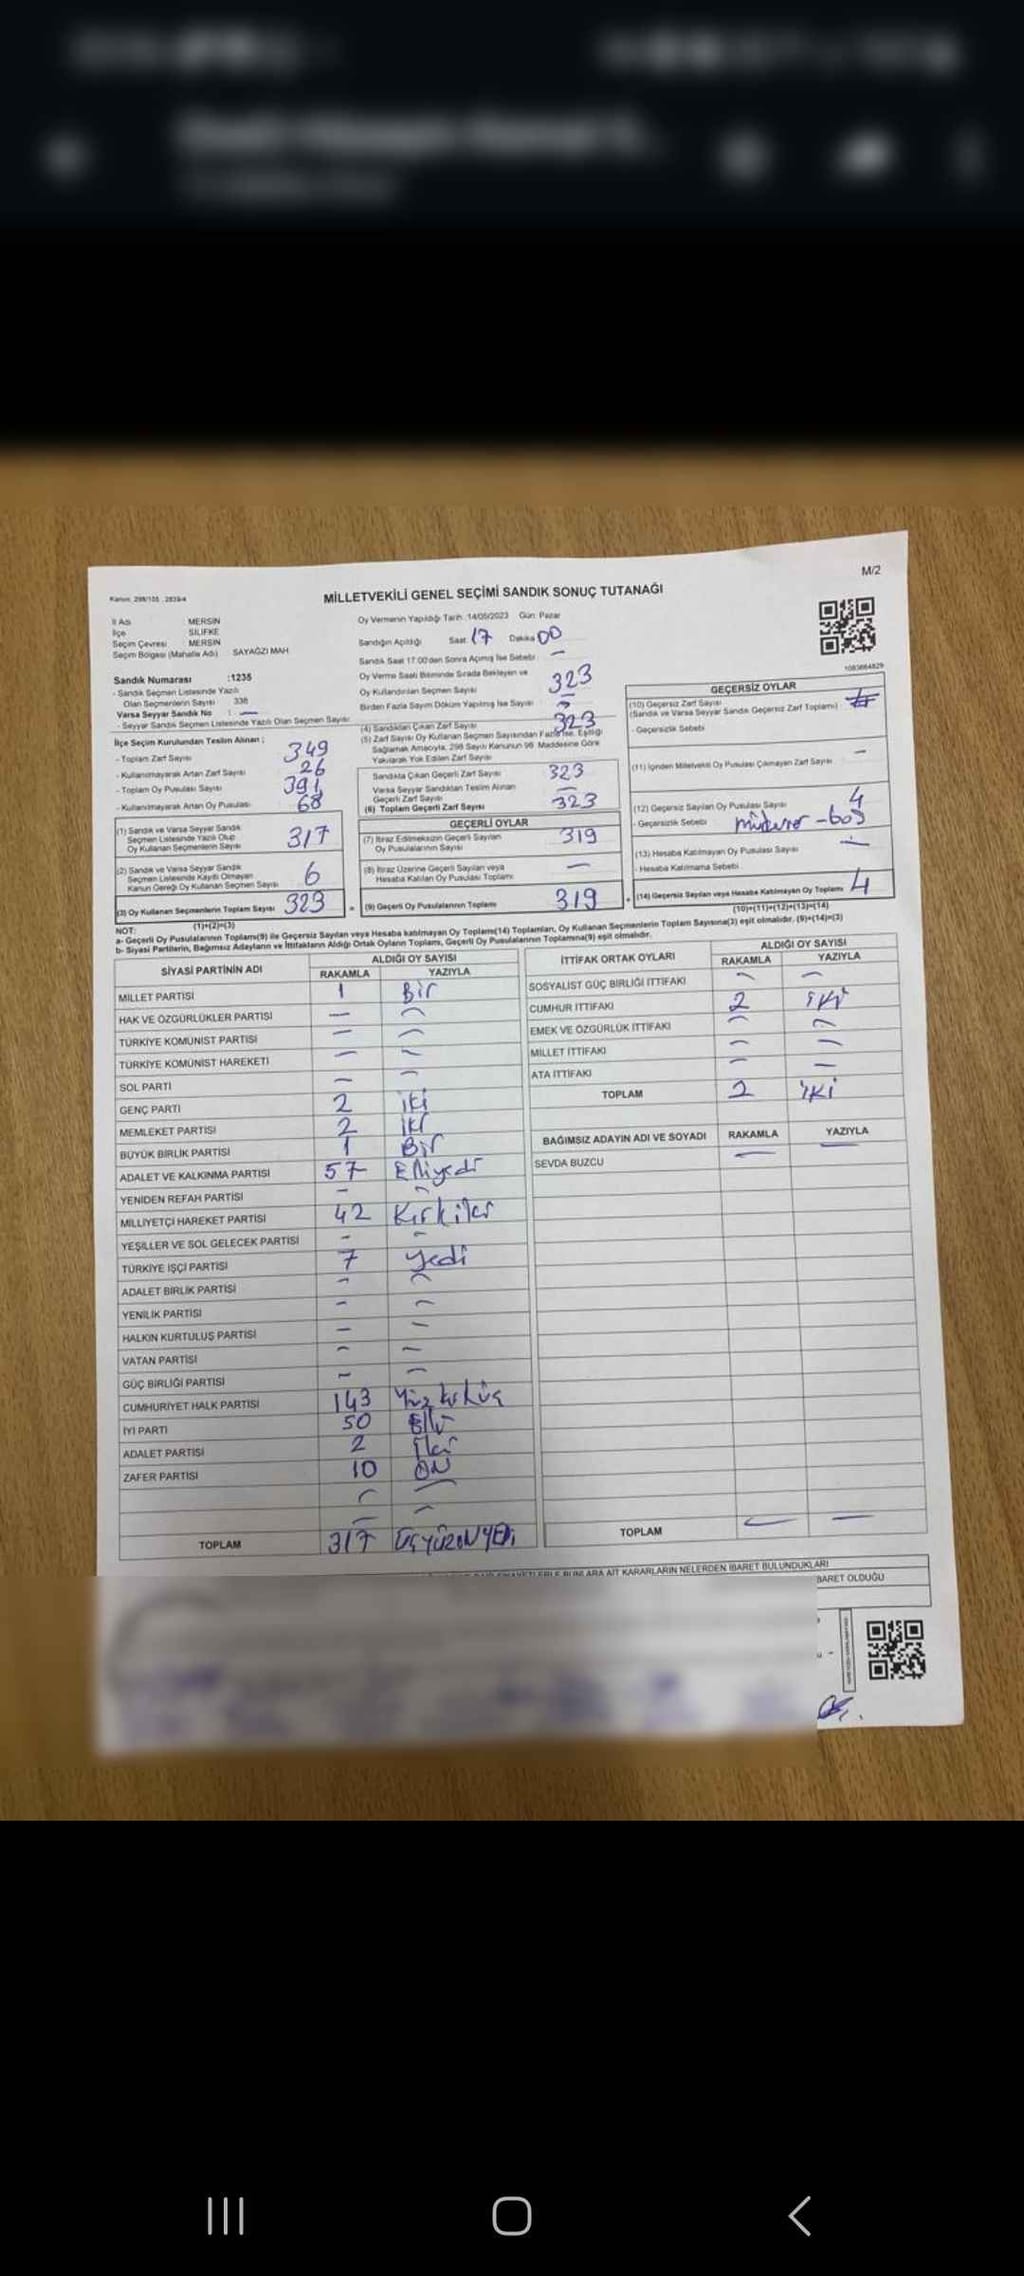 M/2
Kanun: 298/105 , 2839/4
MİLLETVEKİLİ GENEL SEÇİMİ SANDIK SONUÇ TUTANAĞI
İl Adı : MERSİN
İlçe : SİLİFKE
Seçim Çevresi : MERSİN
Seçim Bölgesi (Mahalle Adı) SAYAĞZI MAH
Oy Vermenin Yapıldığı Tarih: 14/05/2023 Gün: Pazar
Sandığın Açıldığı Saat 17 Dakika 00
Sandık Saat 17:00'den Sonra Açılmış İse Sebebi : —
Oy Verme Saati Bitiminde Sırada Bekleyen ve
Oy Kullandırılan Seçmen Sayısı 323
Birden Fazla Sayım Döküm Yapılmış İse Sayısı
1083664829
Sandık Numarası :1235
- Sandık Seçmen Listesinde Yazılı
Olan Seçmenlerin Sayısı 338
Varsa Seyyar Sandık No : —
- Seyyar Sandık Seçmen Listesinde Yazılı Olan Seçmen Sayısı
İlçe Seçim Kurulundan Teslim Alınan ;
- Toplam Zarf Sayısı 349
- Kullanılmayarak Artan Zarf Sayısı 26
- Toplam Oy Pusulası Sayısı 391
- Kullanılmayarak Artan Oy Pusulası 68
(1) Sandık ve Varsa Seyyar Sandık
Seçmen Listesinde Yazılı Olup
Oy Kullanan Seçmenlerin Sayısı 317
(2) Sandık ve Varsa Seyyar Sandık
Seçmen Listesinde Kayıtlı Olmayan
Kanun Gereği Oy Kullanan Seçmen Sayısı 6
(3) Oy Kullanan Seçmenlerin Toplam Sayısı 323
(1)+(2)=(3)
(4) Sandıktan Çıkan Zarf Sayısı 323
(5) Zarf Sayısı Oy Kullanan Seçmen Sayısından Fazla İse, Eşitliği
Sağlamak Amacıyla, 298 Sayılı Kanunun 98 Maddesine Göre
Yakılarak Yok Edilen Zarf Sayısı
Sandıkta Çıkan Geçerli Zarf Sayısı 323
Varsa Seyyar Sandıktan Teslim Alınan
Geçerli Zarf Sayısı —
(6) Toplam Geçerli Zarf Sayısı 323
GEÇERLİ OYLAR
(7) İtiraz Edilmeksizin Geçerli Sayılan
Oy Pusulalarının Sayısı 319
(8) İtiraz Üzerine Geçerli Sayılan veya
Hesaba Katılan Oy Pusulası Toplamı —
(9) Geçerli Oy Pusulalarının Toplamı 319
GEÇERSİZ OYLAR
(10) Geçersiz Zarf Sayısı
(Sandık ve Varsa Seyyar Sandık Geçersiz Zarf Toplamı)
- Geçersizlik Sebebi
(11) İçinden Milletvekili Oy Pusulası Çıkmayan Zarf Sayısı —
(12) Geçersiz Sayılan Oy Pusulası Sayısı 4
- Geçersizlik Sebebi - boş
(13) Hesaba Katılmayan Oy Pusulası Sayısı —
- Hesaba Katılmama Sebebi
(14) Geçersiz Sayılan veya Hesaba Katılmayan Oy Toplamı 4
(10)+(11)+(12)+(13)=(14)
NOT:
a- Geçerli Oy Pusulalarının Toplamı(9) ile Geçersiz Sayılan veya Hesaba katılmayan Oy Toplam(14) Toplamları, Oy Kullanan Seçmenlerin Toplam Sayısına(3) eşit olmalıdır. (9)+(14)=(3)
b- Siyasi Partilerin, Bağımsız Adayların ve İttifakların Aldığı Ortak Oyların Toplamı, Geçerli Oy Pusulalarının Toplamına(9) eşit olmalıdır.
SİYASİ PARTİNİN ADI ALDIĞI OY SAYISI
RAKAMLA YAZIYLA
MİLLET PARTİSİ 1 Bir
HAK VE ÖZGÜRLÜKLER PARTİSİ — —
TÜRKİYE KOMÜNİST PARTİSİ — —
TÜRKİYE KOMÜNİST HAREKETİ — —
SOL PARTİ — —
GENÇ PARTİ 2 iki
MEMLEKET PARTİSİ 2 iki
BÜYÜK BİRLİK PARTİSİ 1 Bir
ADALET VE KALKINMA PARTİSİ 57 Elliyedi
YENİDEN REFAH PARTİSİ — —
MİLLİYETÇİ HAREKET PARTİSİ 42 Kırkiki
YEŞİLLER VE SOL GELECEK PARTİSİ — —
TÜRKİYE İŞÇİ PARTİSİ 7 Yedi
ADALET BİRLİK PARTİSİ — —
YENİLİK PARTİSİ — —
HALKIN KURTULUŞ PARTİSİ — —
VATAN PARTİSİ — —
GÜÇ BİRLİĞİ PARTİSİ — —
CUMHURİYET HALK PARTİSİ 143 Yüzkırküç
İYİ PARTİ 50 Elli
ADALET PARTİSİ 2 İki
ZAFER PARTİSİ 10 ON
TOPLAM 317 ÜÇYÜZONYEDİ
İTTİFAK ORTAK OYLARI ALDIĞI OY SAYISI
RAKAMLA YAZIYLA
SOSYALİST GÜÇ BİRLİĞİ İTTİFAKI — —
CUMHUR İTTİFAKI 2 iki
EMEK VE ÖZGÜRLÜK İTTİFAKI — —
MİLLET İTTİFAKI — —
ATA İTTİFAKI — —
TOPLAM 2 iki
BAĞIMSIZ ADAYIN ADI VE SOYADI RAKAMLA YAZIYLA
SEVDA BUZCU — —
TOPLAM — —
BUNLARA AİT KARARLARIN NELERDEN İBARET BULUNDUKLARI
İBARET OLDUĞU